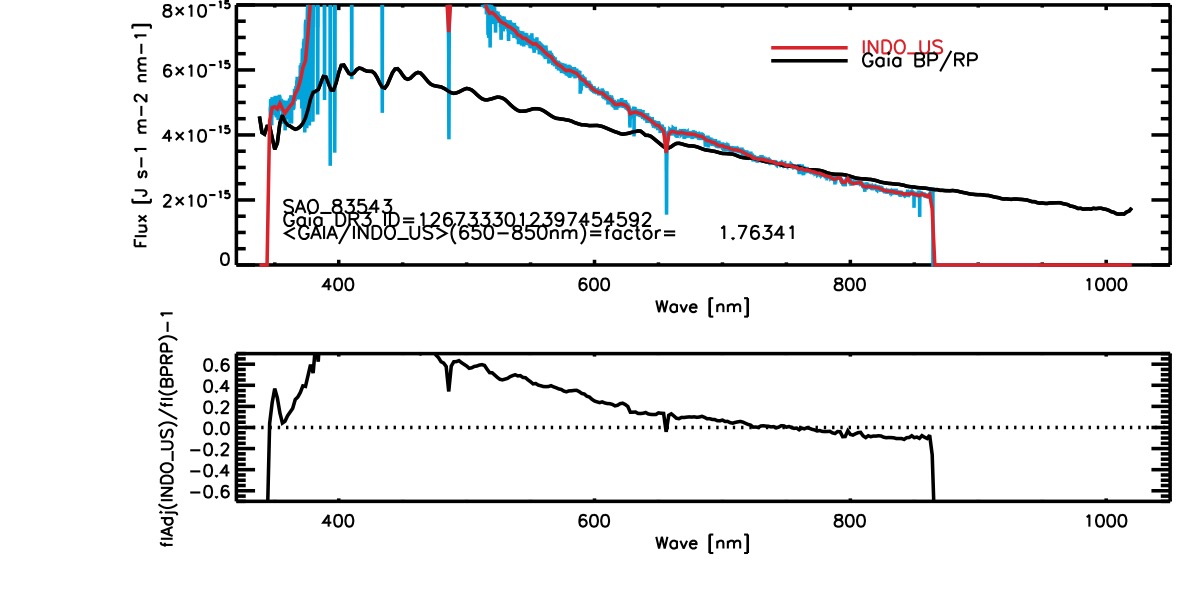 8×10⁻¹⁵
6×10⁻¹⁵
4×10⁻¹⁵
2×10⁻¹⁵
0
Flux [J s−1 m−2 nm−1]
INDO_US
Gaia BP/RP
SAO_83543
Gaia DR3 ID=1267333012397454592
<GAIA/INDO_US>(650−850nm)=factor= 1.76341
400 600 800 1000
Wave [nm]
flAdj(INDO_US)/fl(BPRP)−1
0.6
0.4
0.2
0.0
−0.2
−0.4
−0.6
400 600 800 1000
Wave [nm]